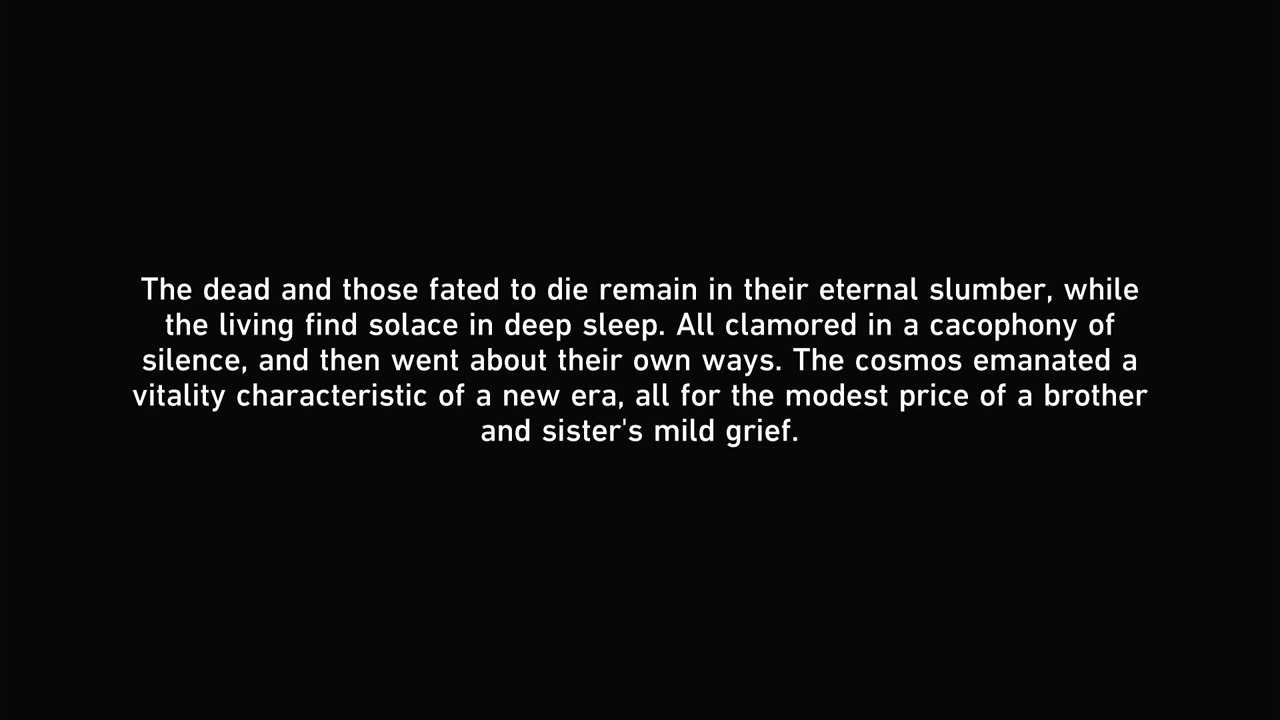 The dead and those fated to die remain in their eternal slumber, while
the living find solace in deep sleep. All clamored in a cacophony of
silence, and then went about their own ways. The cosmos emanated a
vitality characteristic of a new era, all for the modest price of a brother
and sister's mild grief.